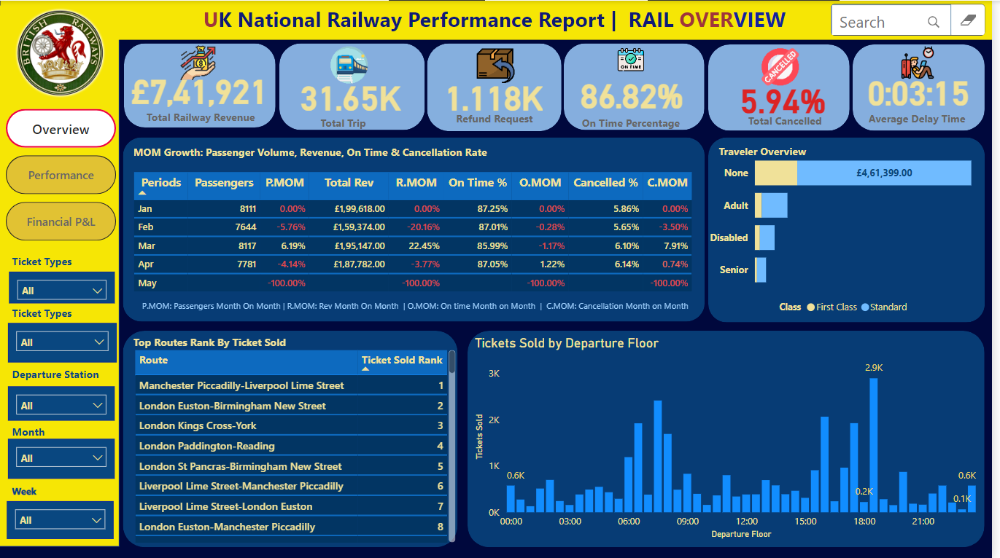 UK National Railway Performance Report | RAIL OVERVIEW
Search
BRITISH RAILWAYS
Overview
Performance
Financial P&L
Ticket Types
All
Ticket Types
All
Departure Station
All
Month
All
Week
All
£7,41,921
Total Railway Revenue
31.65K
Total Trip
1.118K
Refund Request
ON TIME
86.82%
On Time Percentage
CANCELLED
5.94%
Total Cancelled
0:03:15
Average Delay Time
MOM Growth: Passenger Volume, Revenue, On Time & Cancellation Rate
Periods Passengers P.MOM Total Rev R.MOM On Time % O.MOM Cancelled % C.MOM
Jan 8111 0.00% £1,99,618.00 0.00% 87.25% 0.00% 5.86% 0.00%
Feb 7644 -5.76% £1,59,374.00 -20.16% 87.01% -0.28% 5.65% -3.50%
Mar 8117 6.19% £1,95,147.00 22.45% 85.99% -1.17% 6.10% 7.91%
Apr 7781 -4.14% £1,87,782.00 -3.77% 87.05% 1.22% 6.14% 0.74%
May -100.00% -100.00% -100.00% -100.00%
P.MOM: Passengers Month On Month | R.MOM: Rev Month On Month | O.MOM: On time Month on Month | C.MOM: Cancellation Month on Month
Traveler Overview
None £4,61,399.00
Adult
Disabled
Senior
Class First Class Standard
Top Routes Rank By Ticket Sold
Route Ticket Sold Rank
Manchester Piccadilly-Liverpool Lime Street 1
London Euston-Birmingham New Street 2
London Kings Cross-York 3
London Paddington-Reading 4
London St Pancras-Birmingham New Street 5
Liverpool Lime Street-Manchester Piccadilly 6
Liverpool Lime Street-London Euston 7
London Euston-Manchester Piccadilly 8
Tickets Sold by Departure Floor
Tickets Sold
3K
2K
1K
0K
0.6K
2.9K
0.2K
0.6K
0.1K
00:00 03:00 06:00 09:00 12:00 15:00 18:00 21:00
Departure Floor